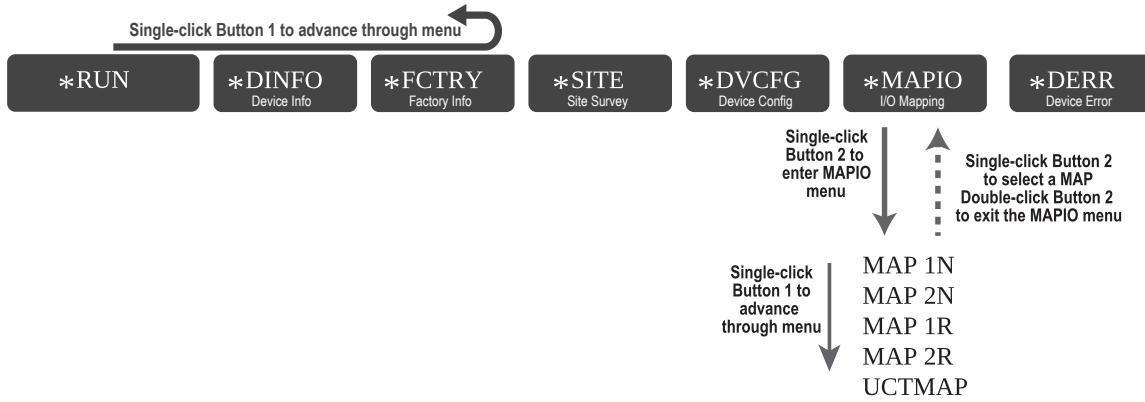 Single-click Button 1 to advance through menu
*RUN
*DINFO
Device Info
*FCTRY
Factory Info
*SITE
Site Survey
*DVCFG
Device Config
*MAPIO
I/O Mapping
*DERR
Device Error
Single-click
Button 2 to
enter MAPIO
menu
Single-click Button 2
to select a MAP
Double-click Button 2
to exit the MAPIO menu
Single-click
Button 1 to
advance
through menu
MAP 1N
MAP 2N
MAP 1R
MAP 2R
UCTMAP